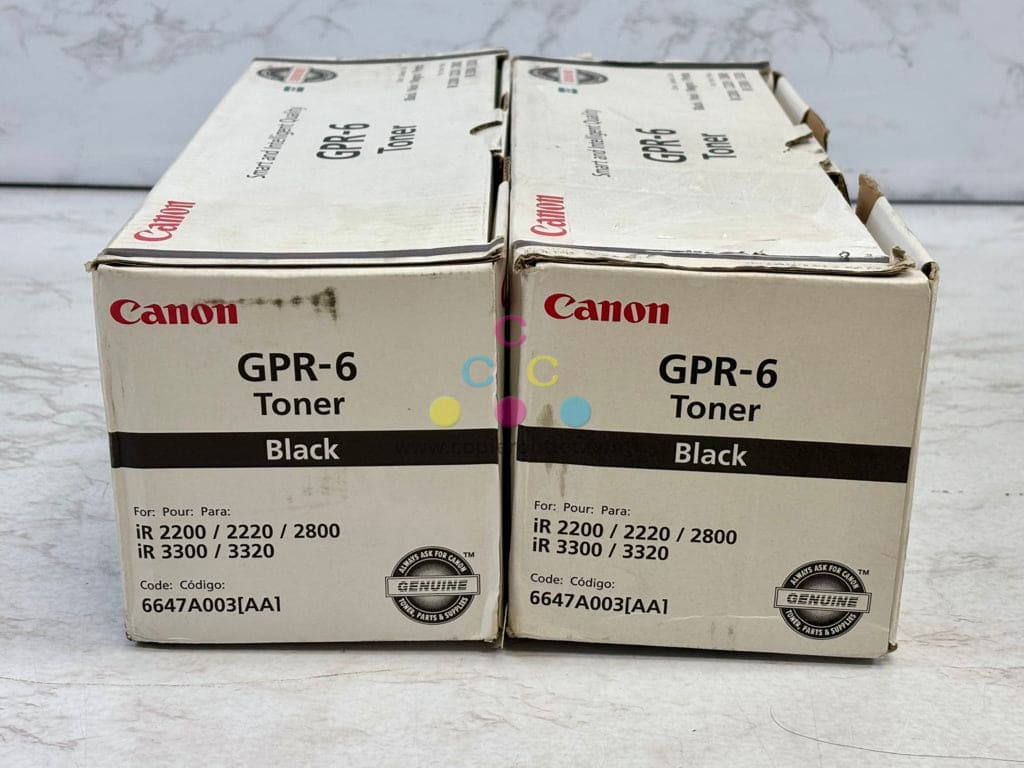 Smart and Intelligent Quality
GPR-6
Toner
Canon
Smart and Intelligent Quality
GPR-6
Toner
Canon
Canon
GPR-6
Toner
Black
For: Pour: Para:
iR 2200 / 2220 / 2800
iR 3300 / 3320
Code: Código:
6647A003[AA]
ALWAYS ASK FOR CANON
GENUINE
TM
TONER, PARTS & SUPPLIES
Canon
GPR-6
Toner
Black
For: Pour: Para:
iR 2200 / 2220 / 2800
iR 3300 / 3320
Code: Código:
6647A003[AA]
ALWAYS ASK FOR CANON
GENUINE
TM
TONER, PARTS & SUPPLIES
C
C C